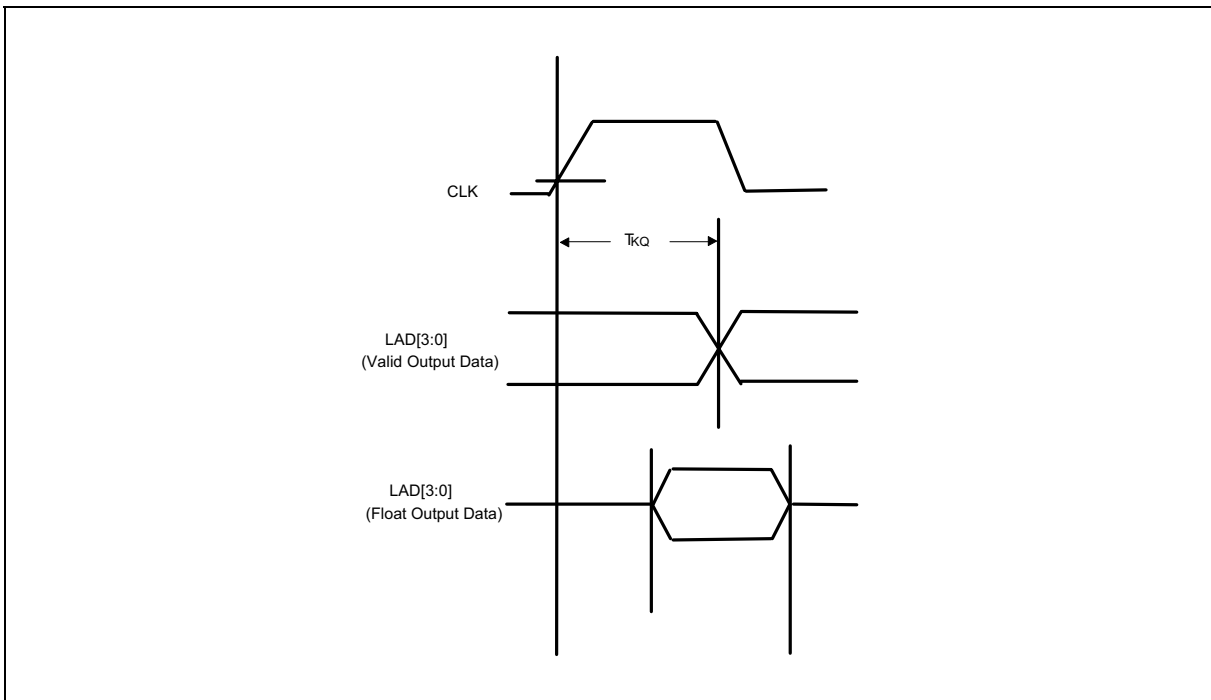 CLK
TKQ
LAD[3:0]
(Valid Output Data)
LAD[3:0]
(Float Output Data)